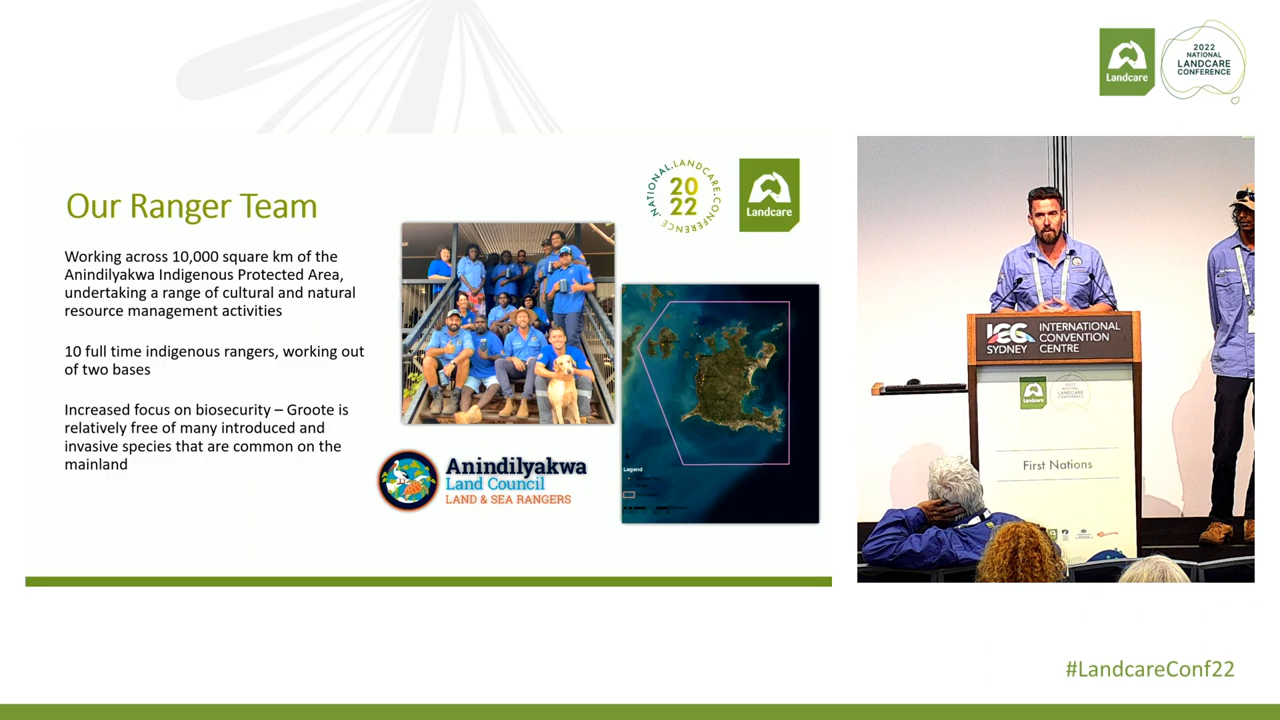 2022
NATIONAL
LANDCARE
CONFERENCE
Landcare
Our Ranger Team
Working across 10,000 square km of the
Anindilyakwa Indigenous Protected Area,
undertaking a range of cultural and natural
resource management activities
10 full time indigenous rangers, working out
of two bases
Increased focus on biosecurity – Groote is
relatively free of many introduced and
invasive species that are common on the
mainland
NATIONAL.LANDCARE.CONFERENCE
20
22
Landcare
Legend
Anindilyakwa
Land Council
LAND & SEA RANGERS
ICC
SYDNEY
INTERNATIONAL
CONVENTION
CENTRE
Landcare
First Nations
#LandcareConf22